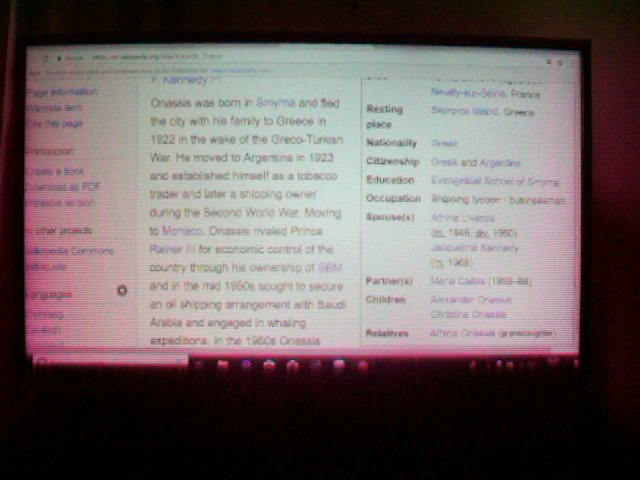 Page information
Wikidata item
Cite this page
Print/export
Create a book
Download as PDF
Printable version
In other projects
Wikimedia Commons
Languages
Onassis was born in Smyrna and fled
the city with his family to Greece in
1922 in the wake of the Greco-Turkish
War. He moved to Argentina in 1923
and established himself as a tobacco
trader and later a shipping owner
during the Second World War. Moving
to Monaco, Onassis rivaled Prince
Rainier III for economic control of the
country through his ownership of SBM
and in the mid 1950s sought to secure
an oil shipping arrangement with Saudi
Arabia and engaged in whaling
expeditions. In the 1960s Onassis
Neuilly-sur-Seine, France
Resting place Skorpios Island, Greece
Nationality Greek
Citizenship Greek and Argentine
Education Evangelical School of Smyrna
Occupation Shipping tycoon · businessman
Spouse(s) Athina Livanos
(m. 1946; div. 1960)
Jacqueline Kennedy
(m. 1968)
Partner(s) Maria Callas (1959–68)
Children Alexander Onassis
Christina Onassis
Relatives Athina Onassis (granddaughter)